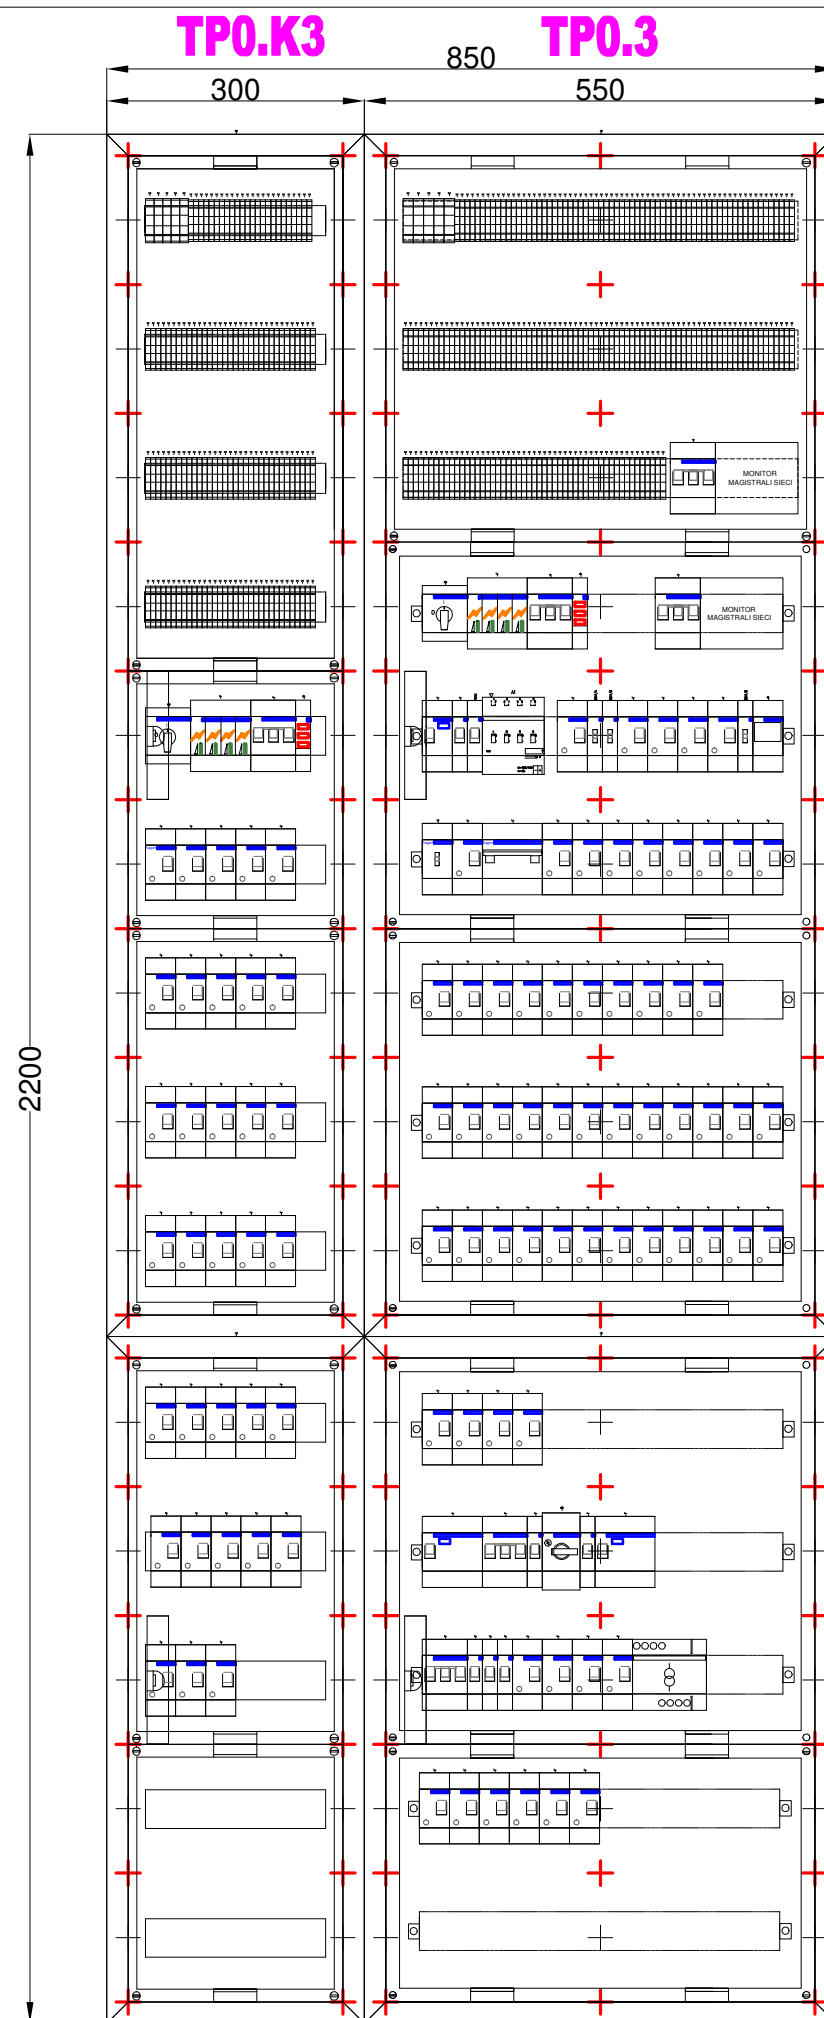 TP0.K3 TP0.3
850
300 550
2200
MONITOR
MAGISTRALI SIECI
MONITOR
MAGISTRALI SIECI